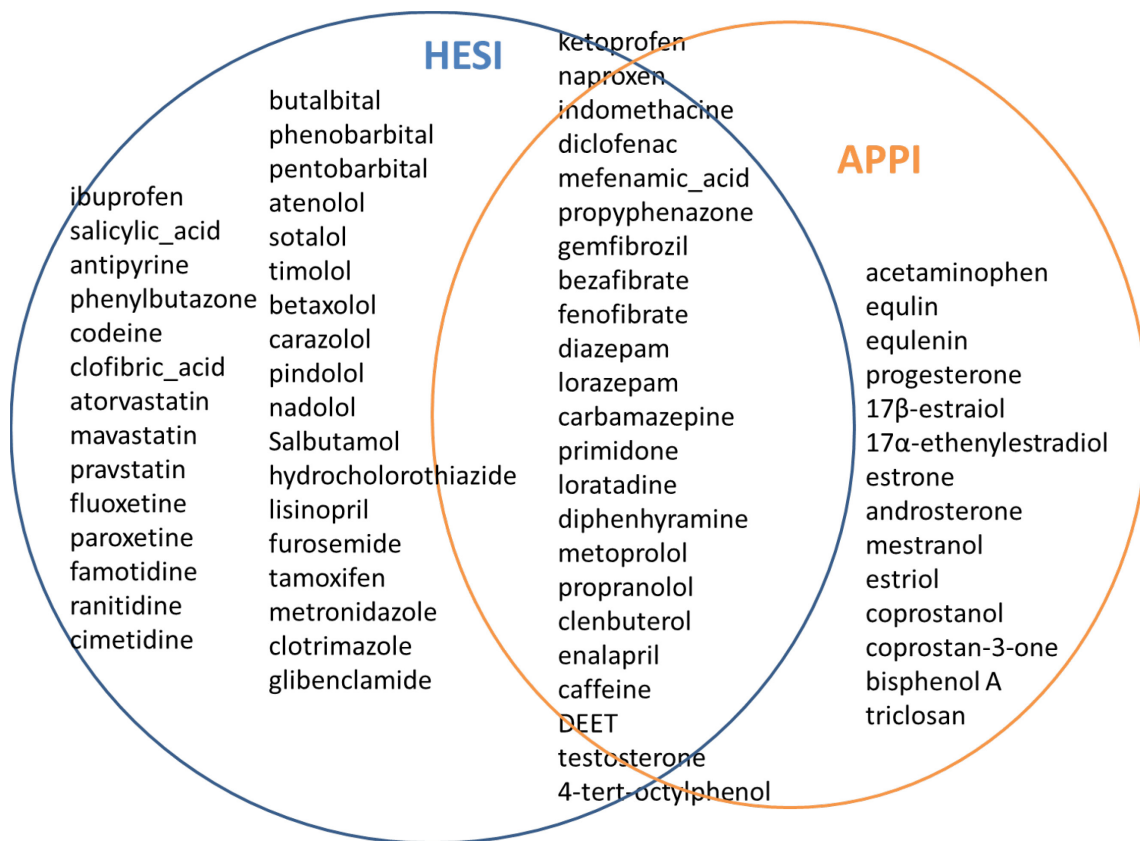 HESI
APPI
ibuprofen
salicylic_acid
antipyrine
phenylbutazone
codeine
clofibric_acid
atorvastatin
mavastatin
pravstatin
fluoxetine
paroxetine
famotidine
ranitidine
cimetidine
butalbital
phenobarbital
pentobarbital
atenolol
sotalol
timolol
betaxolol
carazolol
pindolol
nadolol
Salbutamol
hydrocholorothiazide
lisinopril
furosemide
tamoxifen
metronidazole
clotrimazole
glibenclamide
ketoprofen
naproxen
indomethacine
diclofenac
mefenamic_acid
propyphenazone
gemfibrozil
bezafibrate
fenofibrate
diazepam
lorazepam
carbamazepine
primidone
loratadine
diphenhyramine
metoprolol
propranolol
clenbuterol
enalapril
caffeine
DEET
testosterone
4-tert-octylphenol
acetaminophen
equlin
equlenin
progesterone
17β-estraiol
17α-ethenylestradiol
estrone
androsterone
mestranol
estriol
coprostanol
coprostan-3-one
bisphenol A
triclosan